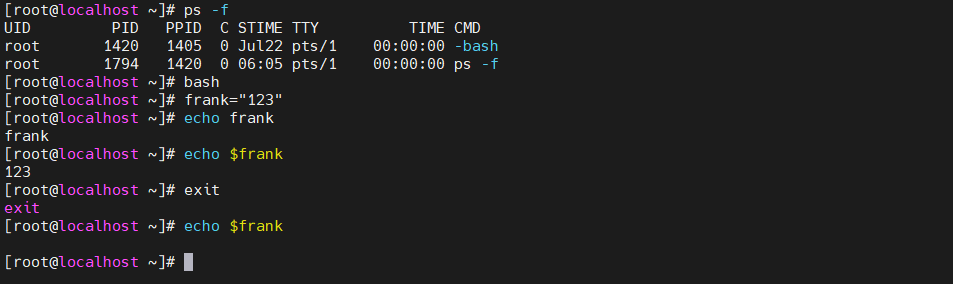 [root@localhost ~]# ps -f
UID          PID    PPID  C STIME TTY          TIME CMD
root        1420    1405  0 Jul22 pts/1    00:00:00 -bash
root        1794    1420  0 06:05 pts/1    00:00:00 ps -f
[root@localhost ~]# bash
[root@localhost ~]# frank="123"
[root@localhost ~]# echo frank
frank
[root@localhost ~]# echo $frank
123
[root@localhost ~]# exit
exit
[root@localhost ~]# echo $frank

[root@localhost ~]#